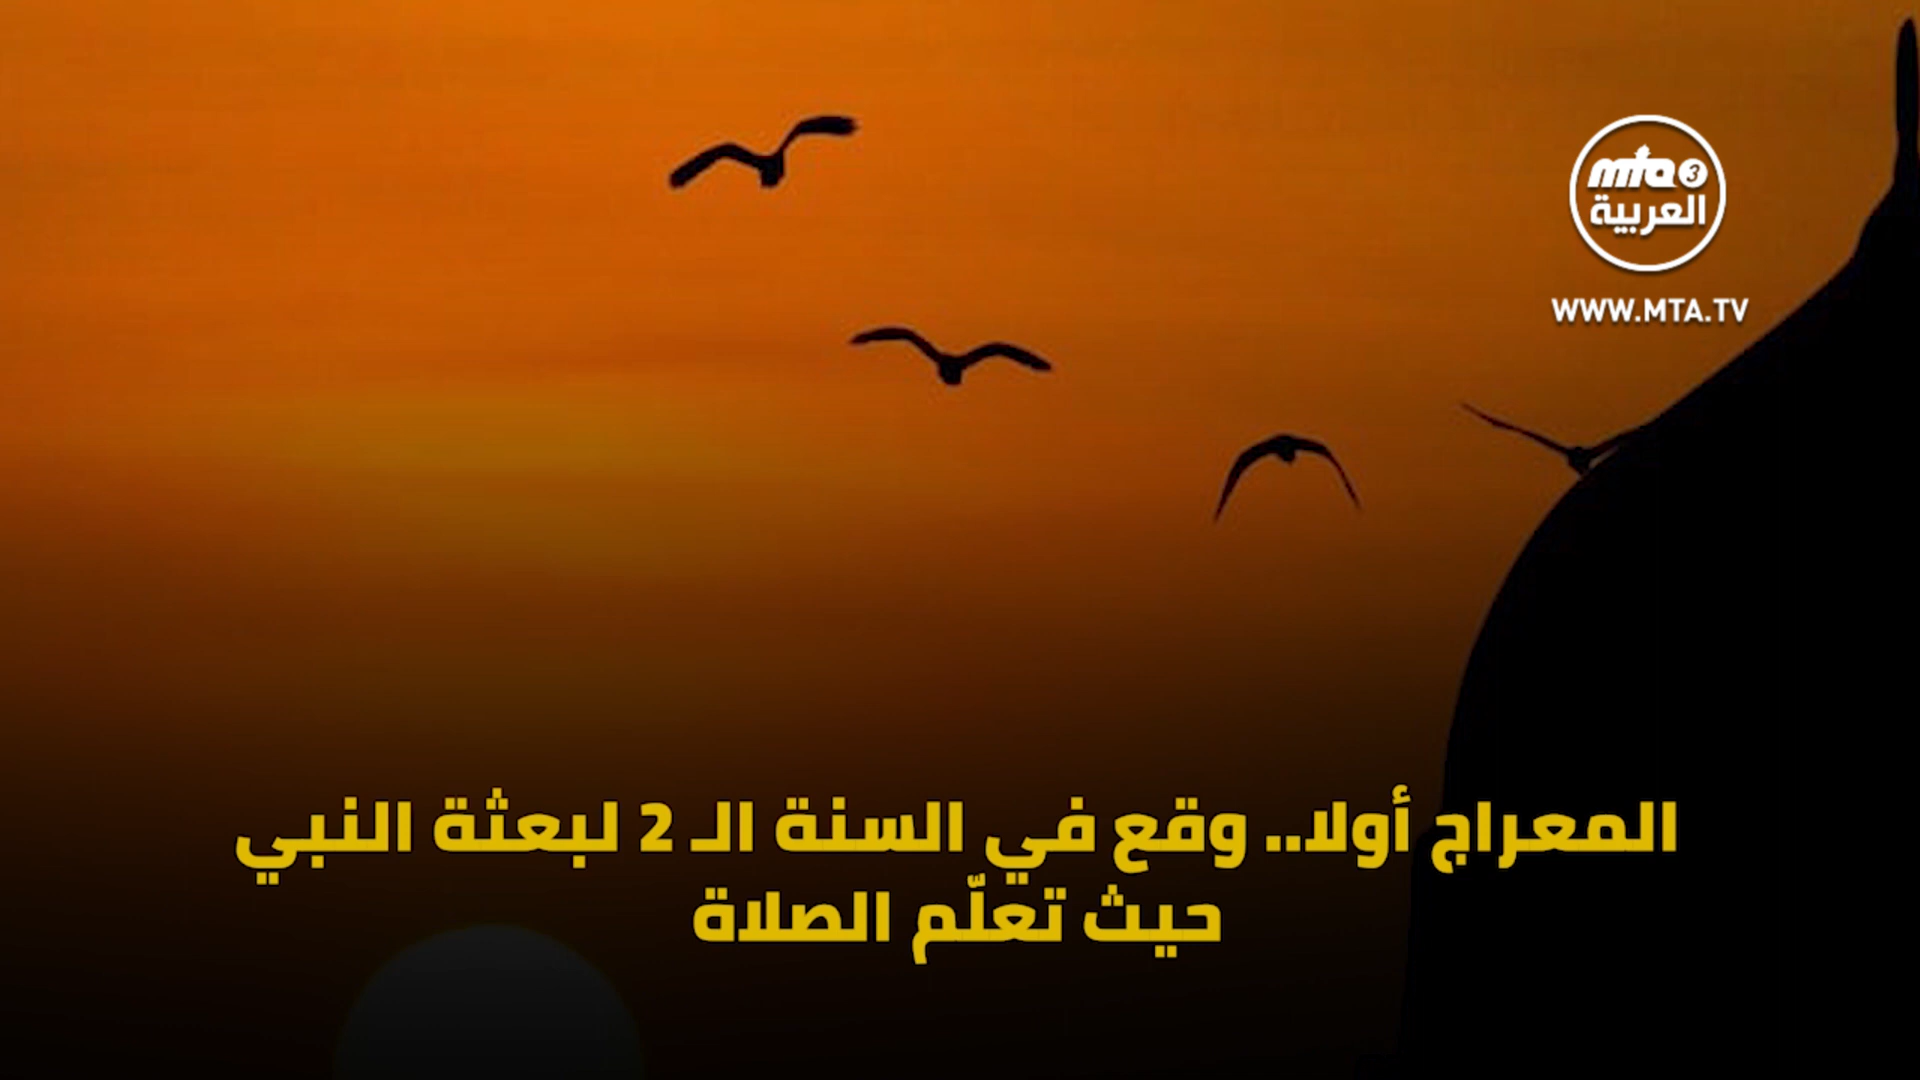 mta 3
العربية
WWW.MTA.TV
المعراج أولا.. وقع في السنة الـ 2 لبعثة النبي
حيث تعلّم الصلاة